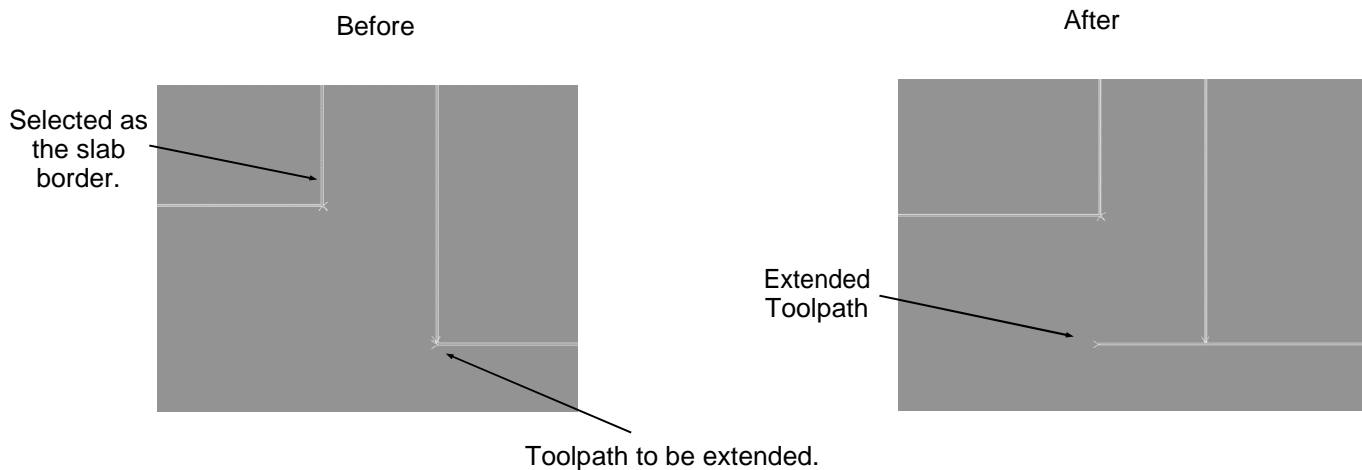 Before
After
Selected as
the slab
border.
Extended
Toolpath
Toolpath to be extended.